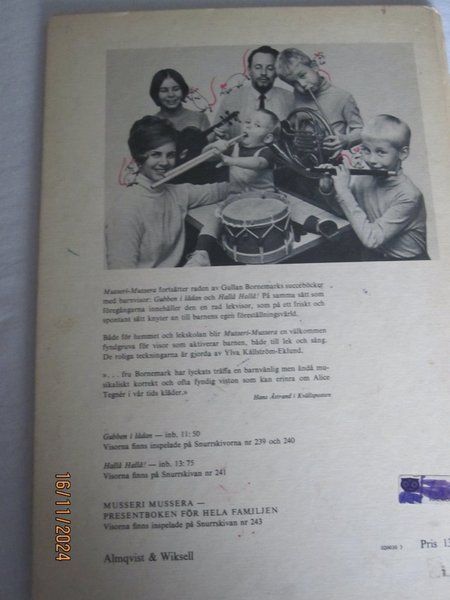 Musseri-Mussera fortsätter raden av Gullan Bornemarks succéböcker
med barnvisor: Gubben i lådan och Hallå Hallå! På samma sätt som
föregångarna innehåller den en rad lekvisor, som på ett friskt och
spontant sätt knyter an till barnens egen föreställningsvärld.
Både för hemmet och lekskolan blir Musseri-Mussera en välkommen
fyndgruva för visor som aktiverar barnen, både till lek och sång.
De roliga teckningarna är gjorda av Ylva Källström-Eklund.
». . . fru Bornemark har lyckats träffa en barnvänlig men ändå mu-
sikaliskt korrekt och ofta fyndig viston som kan erinra om Alice
Tegnér i vår tids kläder.»
Hans Åstrand i Kvällsposten
Gubben i lådan — inb. 11:50
Visorna finns inspelade på Snurrskivorna nr 239 och 240
Hallå Hallå! — inb. 13:75
Visorna finns på Snurrskivan nr 241
MUSSERI MUSSERA —
PRESENTBOKEN FÖR HELA FAMILJEN
Visorna finns inspelade på Snurrskivan nr 243
Almqvist & Wiksell
Pris 13
16/11/2024